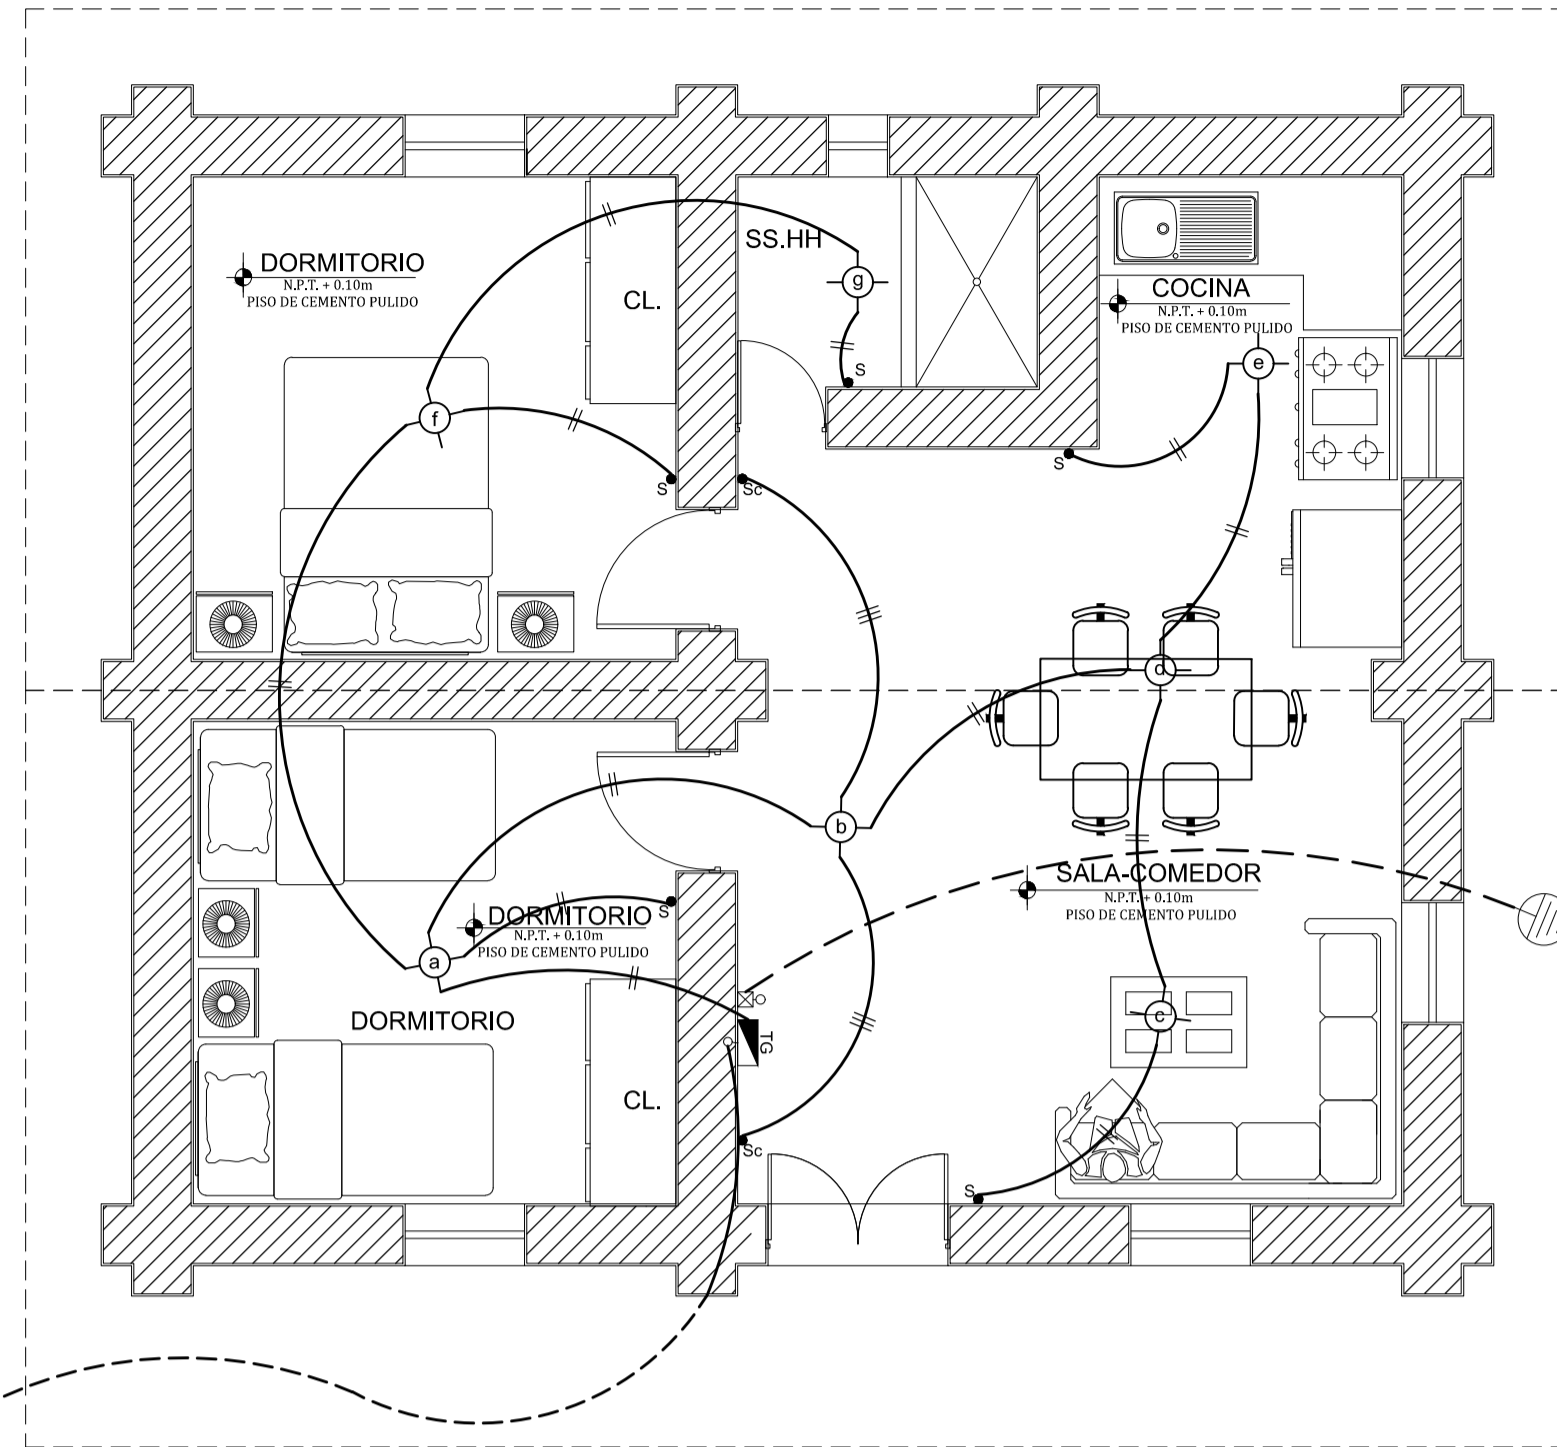 SS.HH
g
DORMITORIO
N.P.T. + 0.10m
PISO DE CEMENTO PULIDO
CL.
COCINA
N.P.T. + 0.10m
PISO DE CEMENTO PULIDO
e
S
f
S
Sc
S
d
b
SALA-COMEDOR
N.P.T. + 0.10m
PISO DE CEMENTO PULIDO
S
DORMITORIO
N.P.T. + 0.10m
PISO DE CEMENTO PULIDO
a
DORMITORIO
c
TG
CL.
Sc
S